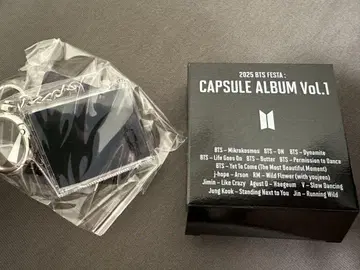 2025 BTS FESTA :
CAPSULE ALBUM Vol.1
BTS – Mikrokosmos BTS – ON BTS – Dynamite
BTS – Life Goes On BTS – Butter BTS – Permission to Dance
BTS – Yet To Come (The Most Beautiful Moment)
j-hope – Arson RM – Wild Flower (with youjeen)
Jimin – Like Crazy Agust D – Haegeum V – Slow Dancing
Jung Kook – Standing Next to You Jin – Running Wild